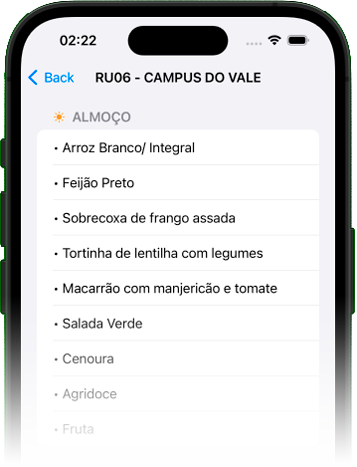 02:22
Back
RU06 - CAMPUS DO VALE
ALMOÇO
• Arroz Branco/ Integral
• Feijão Preto
• Sobrecoxa de frango assada
• Tortinha de lentilha com legumes
• Macarrão com manjericão e tomate
• Salada Verde
• Cenoura
• Agridoce
• Fruta